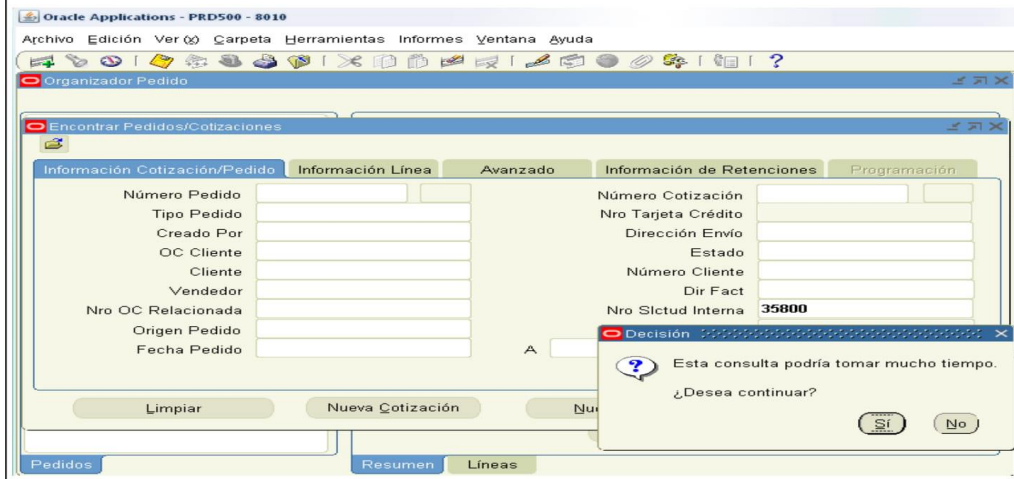 Oracle Applications - PRD500 - 8010
Archivo Edición Ver(x) Carpeta Herramientas Informes Ventana Ayuda
Organizador Pedido
Encontrar Pedidos/Cotizaciones
Información Cotización/Pedido Información Línea Avanzado Información de Retenciones Programación
Número Pedido Número Cotización
Tipo Pedido Nro Tarjeta Crédito
Creado Por Dirección Envío
OC Cliente Estado
Cliente Número Cliente
Vendedor Dir Fact
Nro OC Relacionada Nro Slctud Interna 35800
Origen Pedido
Fecha Pedido A
Decisión
Esta consulta podría tomar mucho tiempo.
¿Desea continuar?
Sí No
Limpiar Nueva Cotización
Pedidos Resumen Líneas